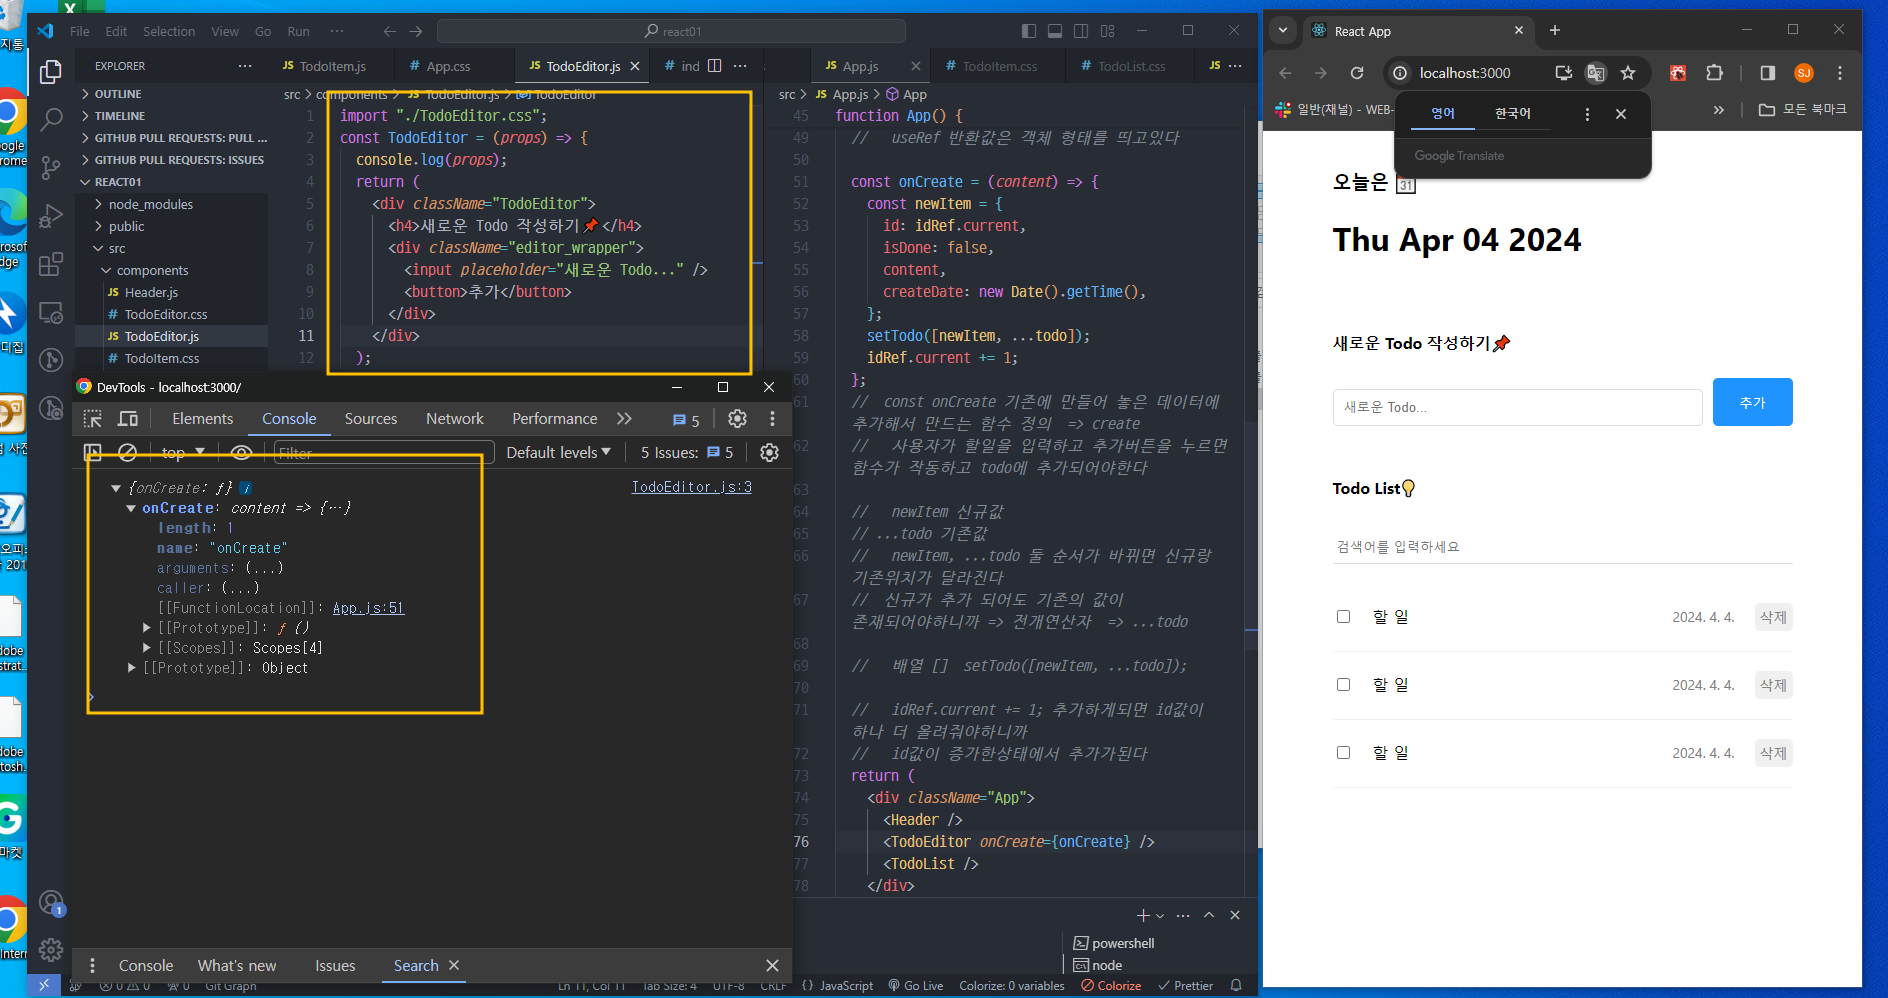 File Edit Selection View Go Run ··· react01
EXPLORER ···
OUTLINE
TIMELINE
GITHUB PULL REQUESTS: PULL ...
GITHUB PULL REQUESTS: ISSUES
REACT01
node_modules
public
src
components
JS Header.js
# TodoEditor.css
JS TodoEditor.js
# TodoItem.css
JS TodoItem.js # App.css JS TodoEditor.js # ind ···
src > components > JS TodoEditor.js > TodoEditor
1 import "./TodoEditor.css";
2 const TodoEditor = (props) => {
3 console.log(props);
4 return (
5 <div className="TodoEditor">
6 <h4>새로운 Todo 작성하기📌</h4>
7 <div className="editor_wrapper">
8 <input placeholder="새로운 Todo..." />
9 <button>추가</button>
10 </div>
11 </div>
12 );
JS App.js # TodoItem.css # TodoList.css JS ···
src > JS App.js > App
45 function App() {
49 // useRef 반환값은 객체 형태를 띄고있다
50
51 const onCreate = (content) => {
52 const newItem = {
53 id: idRef.current,
54 isDone: false,
55 content,
56 createDate: new Date().getTime(),
57 };
58 setTodo([newItem, ...todo]);
59 idRef.current += 1;
60 };
61 // const onCreate 기존에 만들어 놓은 데이터에
추가해서 만드는 함수 정의 => create
62 // 사용자가 할일을 입력하고 추가버튼을 누르면
함수가 작동하고 todo에 추가되어야한다
63
64 // newItem 신규값
65 // ...todo 기존값
66 // newItem, ...todo 둘 순서가 바뀌면 신규랑
기존위치가 달라진다
67 // 신규가 추가 되어도 기존의 값이
존재되어야하니까 => 전개연산자 => ...todo
68
69 // 배열 [] setTodo([newItem, ...todo]);
70
71 // idRef.current += 1; 추가하게되면 id값이
하나 더 올려줘야하니까
72 // id값이 증가한상태에서 추가가된다
73 return (
74 <div className="App">
75 <Header />
76 <TodoEditor onCreate={onCreate} />
77 <TodoList />
78 </div>
powershell
node
DevTools - localhost:3000/
Elements Console Sources Network Performance 5
top Filter Default levels 5 Issues: 5
{onCreate: ƒ} TodoEditor.js:3
onCreate: content => {…}
length: 1
name: "onCreate"
arguments: (...)
caller: (...)
[[FunctionLocation]]: App.js:51
[[Prototype]]: ƒ ()
[[Scopes]]: Scopes[4]
[[Prototype]]: Object
Console What's new Issues Search
0 0 0 Git Graph Ln 11, Col 11 Tab Size: 4 UTF-8 CRLF {} JavaScript Go Live Colorize: 0 variables Colorize Prettier
1
React App
localhost:3000 SJ
일반(채널) - WEB- 모든 북마크
영어 한국어
Google Translate
오늘은 📅
31
Thu Apr 04 2024
새로운 Todo 작성하기📌
새로운 Todo...
추가
Todo List💡
검색어를 입력하세요
할 일 2024. 4. 4. 삭제
할 일 2024. 4. 4. 삭제
할 일 2024. 4. 4. 삭제